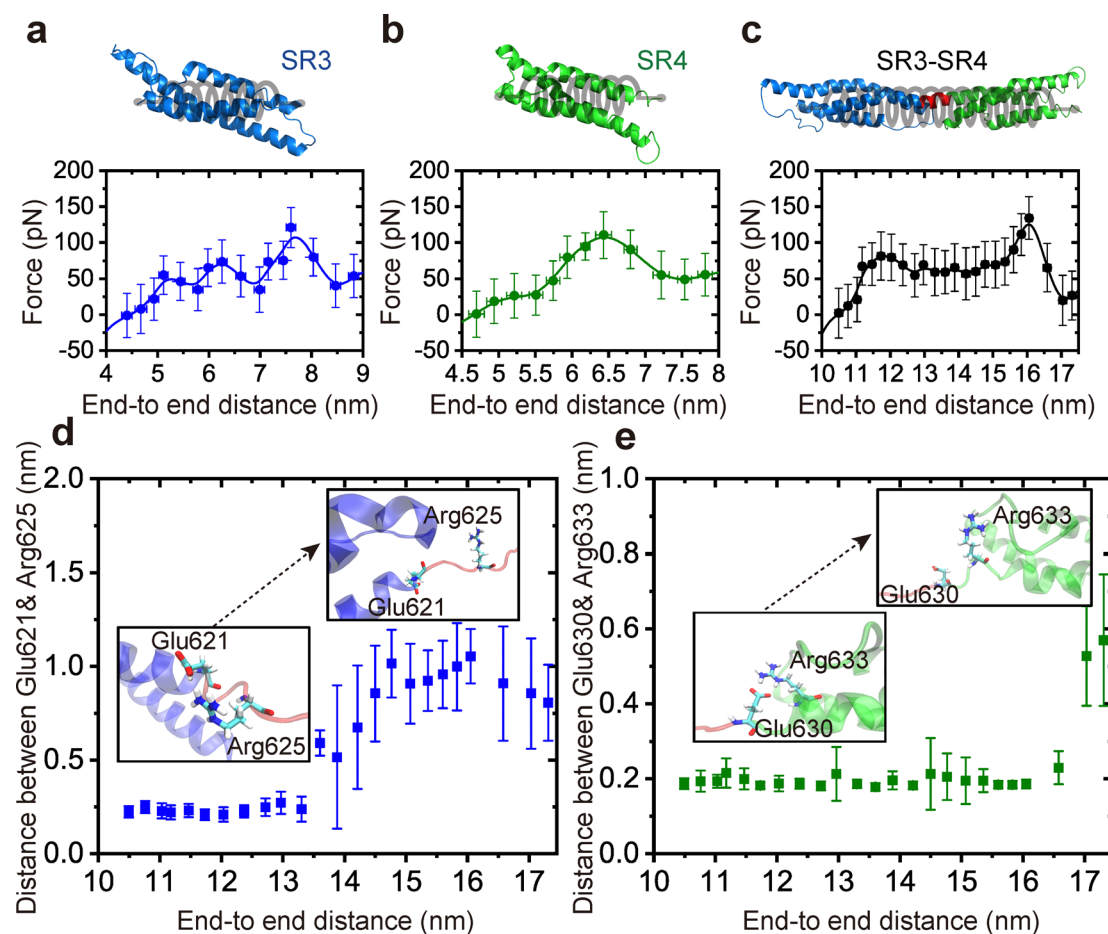 a
b
c
SR3
SR4
SR3-SR4
200
150
100
50
0
-50
Force (pN)
4 5 6 7 8 9
End-to end distance (nm)
200
150
100
50
0
-50
Force (pN)
4.5 5 5.5 6 6.5 7 7.5 8
End-to end distance (nm)
200
150
100
50
0
-50
Force (pN)
10 11 12 13 14 15 16 17
End-to end distance (nm)
d
e
Distance between Glu621& Arg625 (nm)
2.0
1.5
1.0
0.5
0.0
Arg625
Glu621
Glu621
Arg625
10 11 12 13 14 15 16 17
End-to end distance (nm)
Distance between Glu630& Arg633 (nm)
1.0
0.8
0.6
0.4
0.2
0.0
Arg633
Glu630
Arg633
Glu630
10 11 12 13 14 15 16 17
End-to end distance (nm)